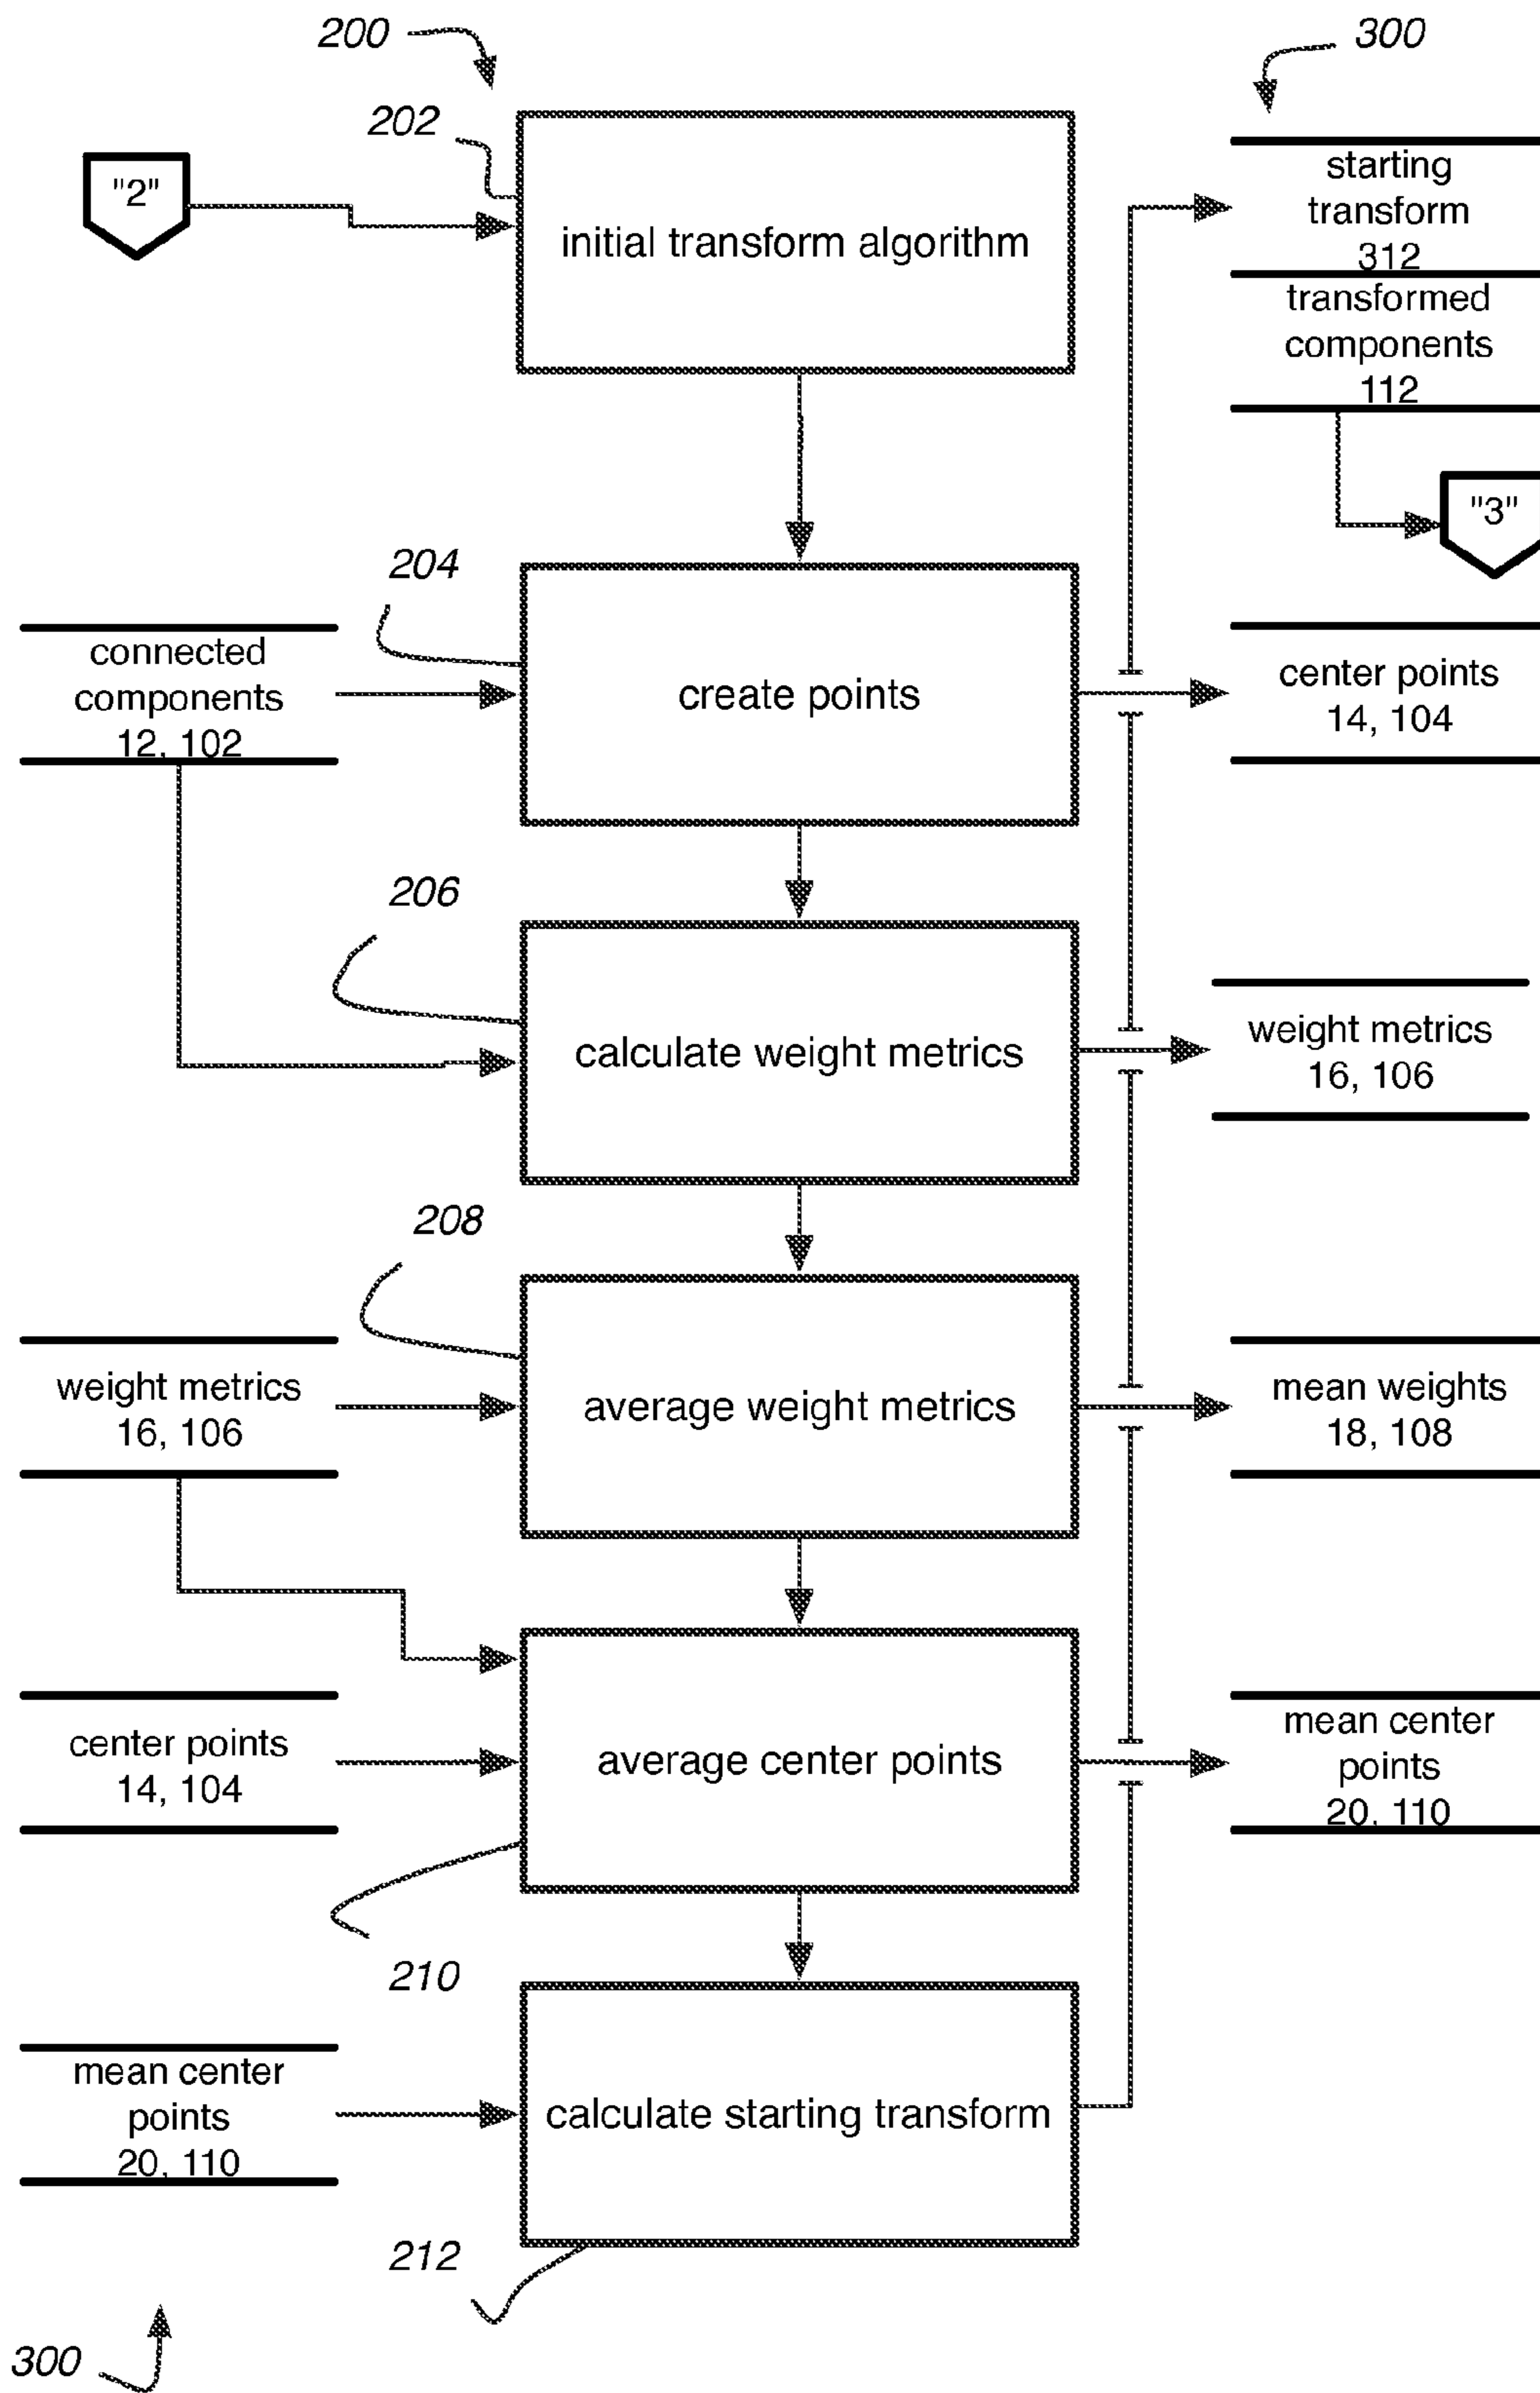 200
300
202
"2"
initial transform algorithm
starting
transform
312
transformed
components
112
"3"
204
connected
components
12, 102
create points
center points
14, 104
206
calculate weight metrics
weight metrics
16, 106
208
weight metrics
16, 106
average weight metrics
mean weights
18, 108
center points
14, 104
average center points
mean center
points
20, 110
210
mean center
points
20, 110
calculate starting transform
212
300